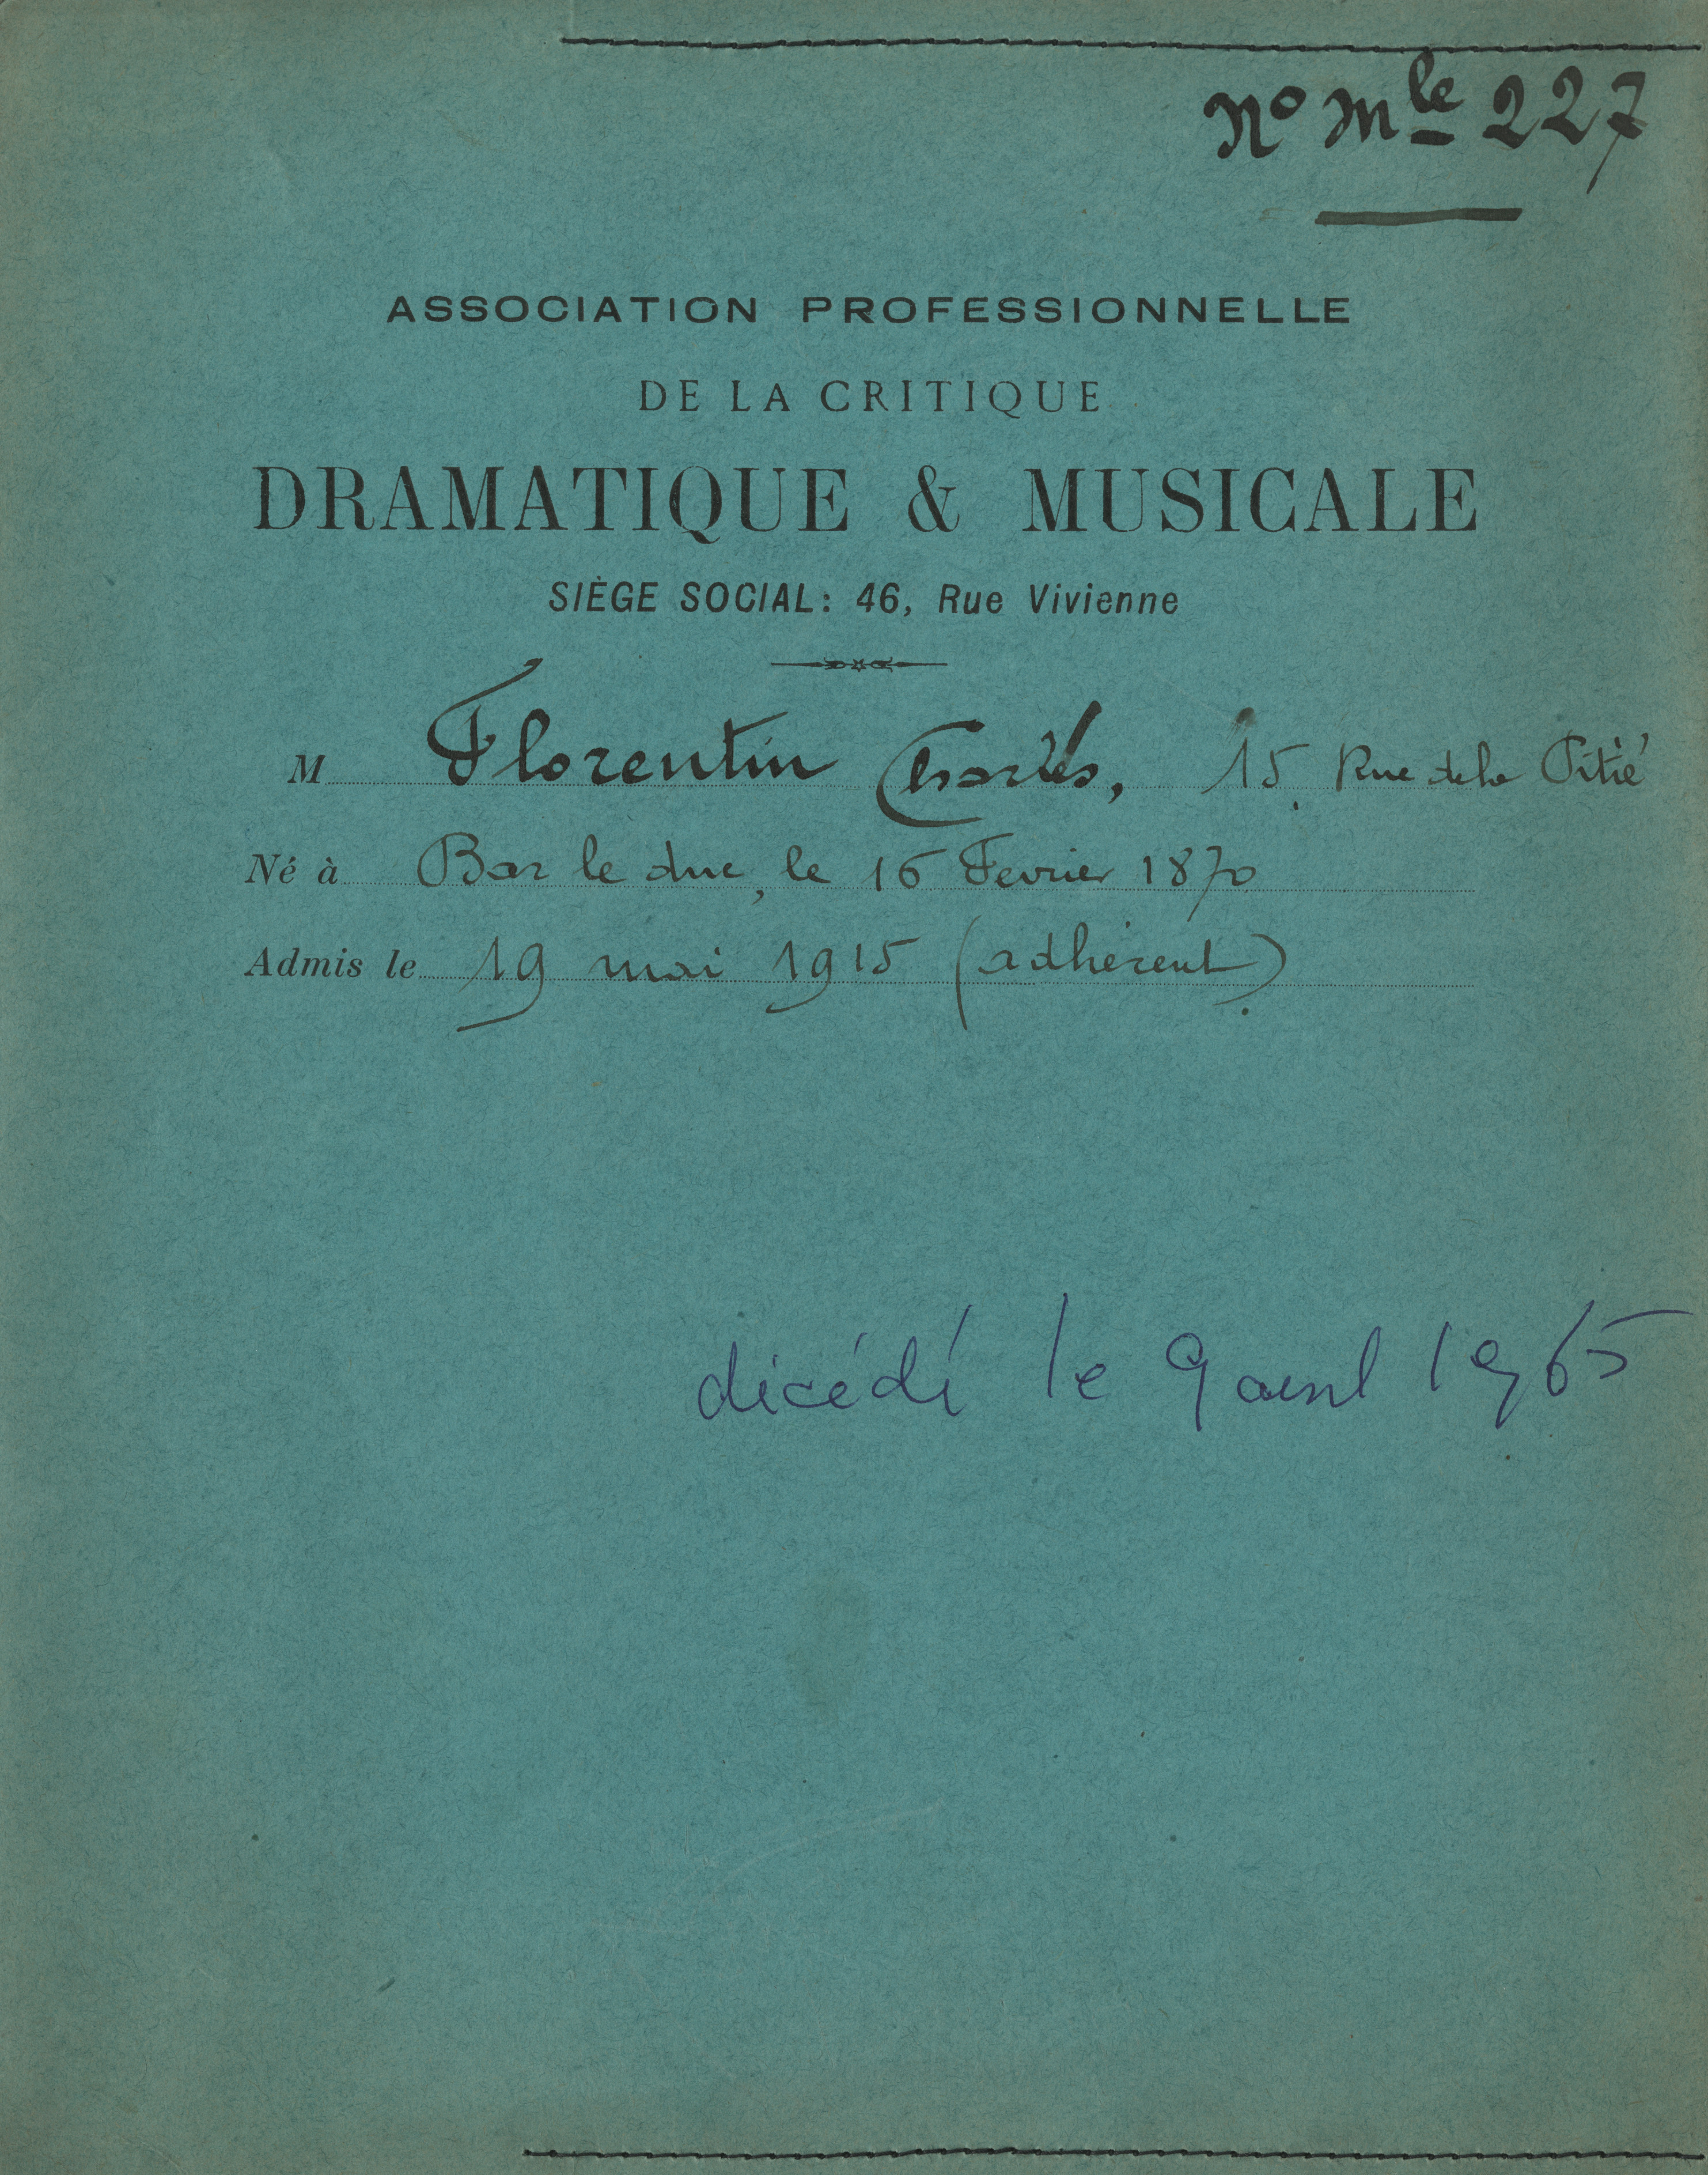 No Mle 227
ASSOCIATION PROFESSIONNELLE
DE LA CRITIQUE
DRAMATIQUE & MUSICALE
SIÈGE SOCIAL: 46, Rue Vivienne
M Florentin Charles, 15, Rue de la Pitié
Né à Bar le duc, le 16 Fevrier 1870
Admis le 19 mai 1915 (adhérent).
décédé le 9 avril 1965